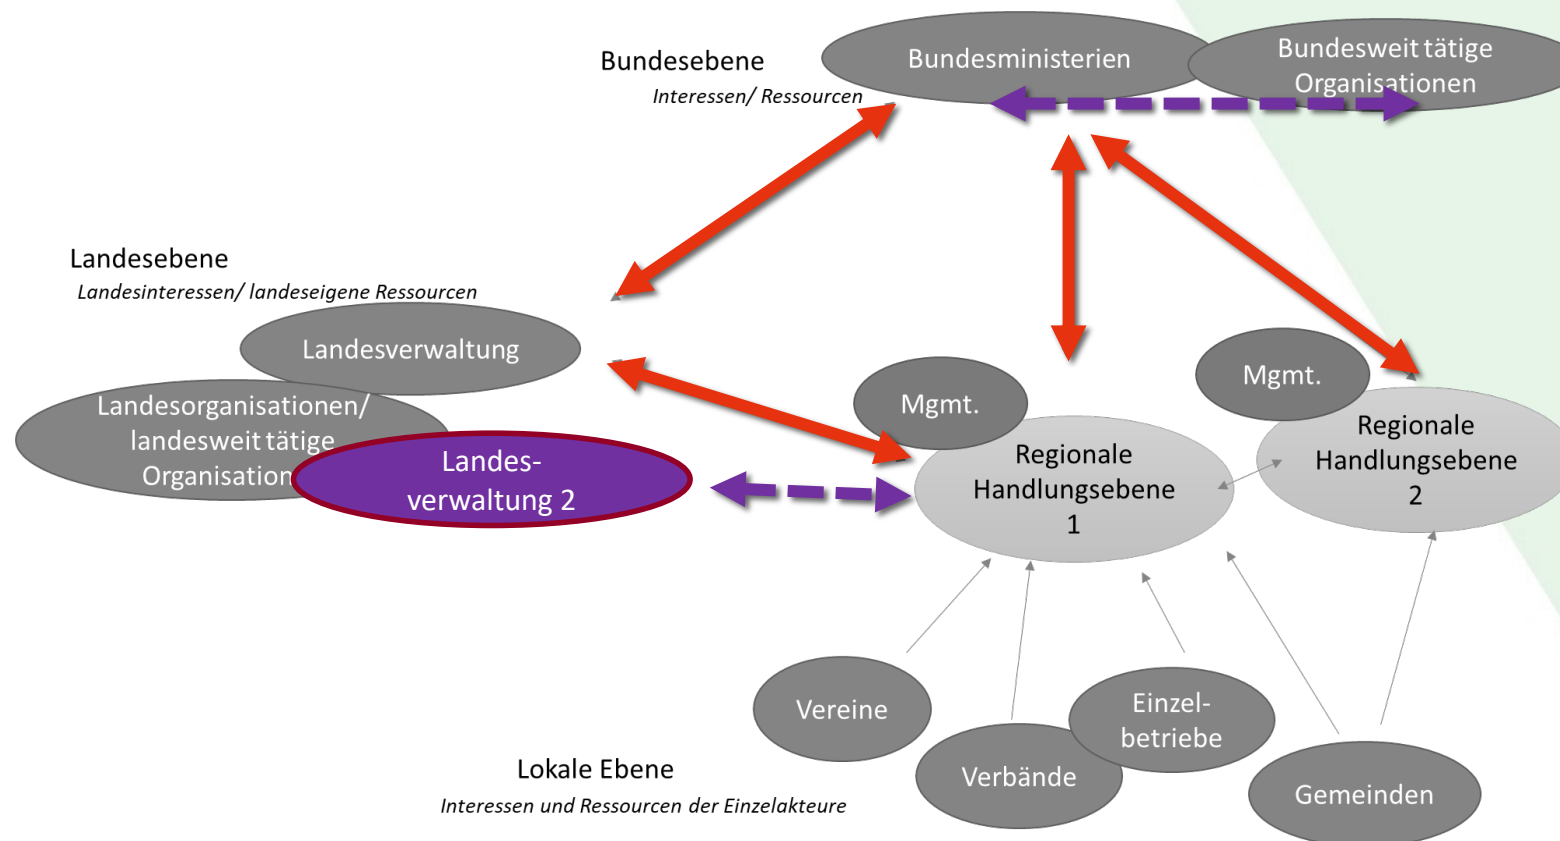 Bundesebene
Interessen/ Ressourcen
Bundesministerien
Bundesweit tätige
Organisationen
Landesebene
Landesinteressen/ landeseigene Ressourcen
Landesverwaltung
Landesorganisationen/
landesweit tätige
Organisation
Landes-
verwaltung 2
Mgmt.
Regionale
Handlungsebene
1
Mgmt.
Regionale
Handlungsebene
2
Vereine
Verbände
Einzel-
betriebe
Gemeinden
Lokale Ebene
Interessen und Ressourcen der Einzelakteure